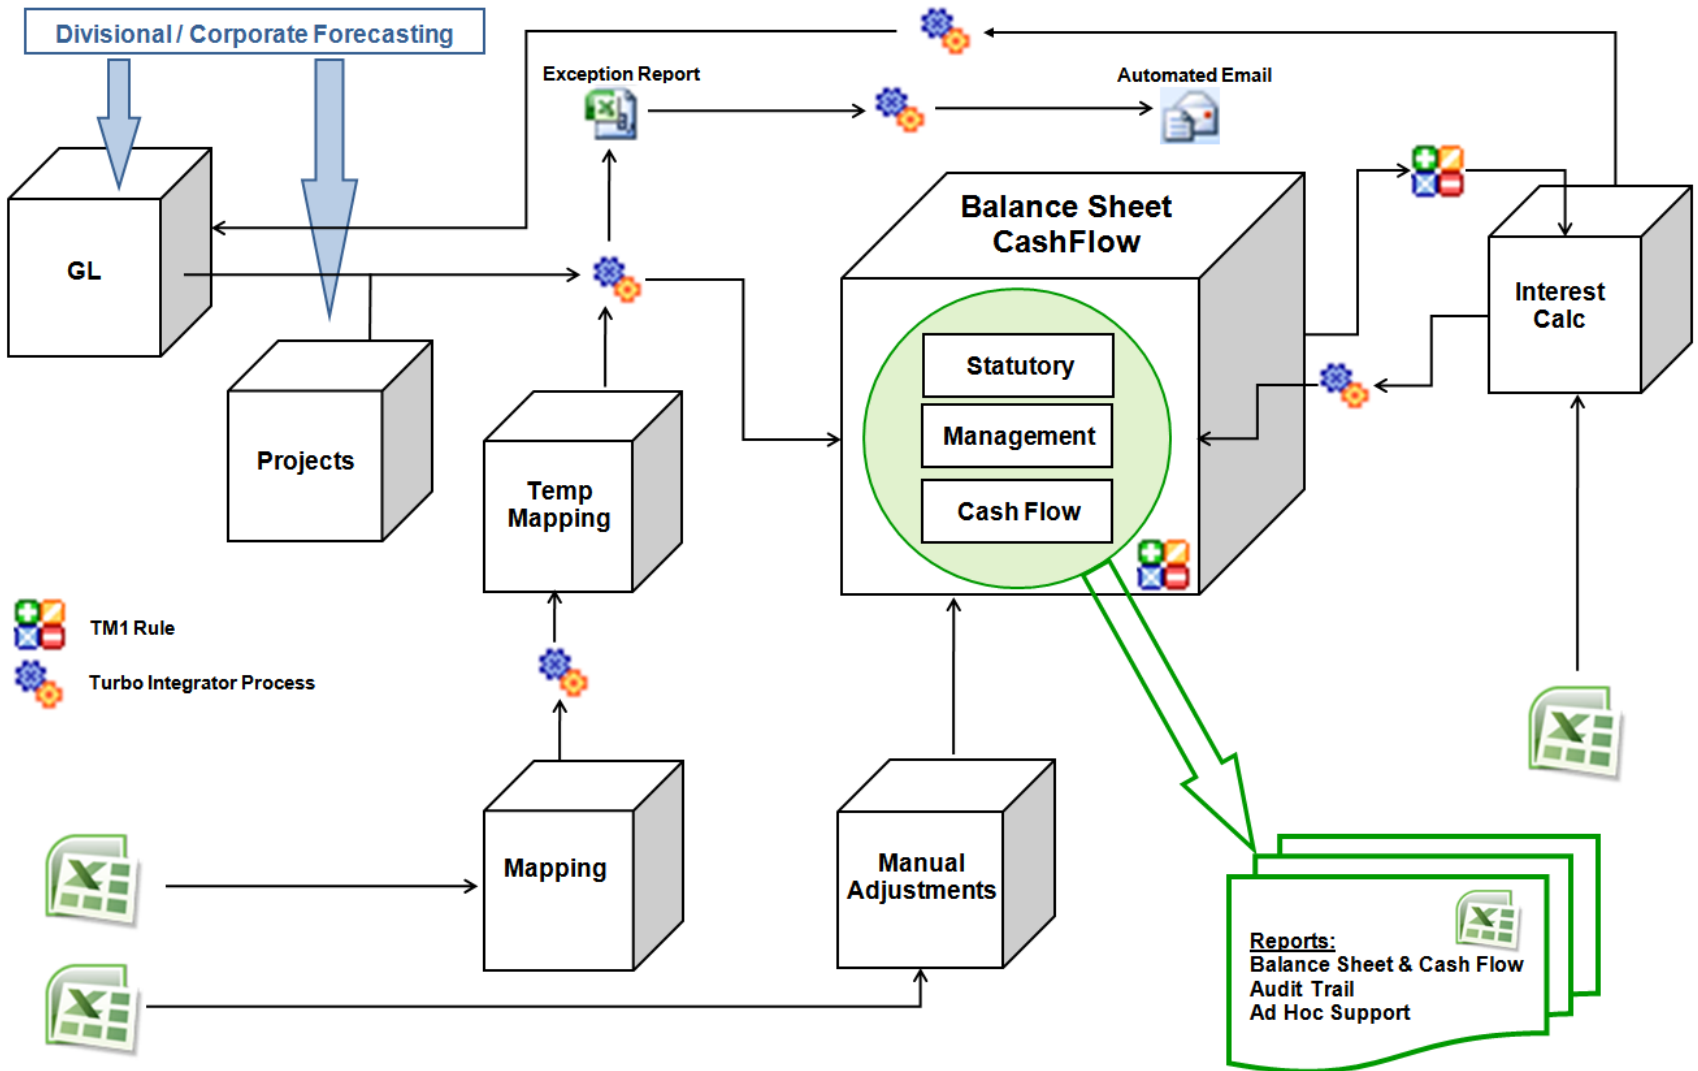 Divisional / Corporate Forecasting
Exception Report
Automated Email
GL
Balance Sheet
CashFlow
Interest
Calc
Statutory
Management
Cash Flow
Projects
Temp
Mapping
TM1 Rule
Turbo Integrator Process
Mapping
Manual
Adjustments
Reports:
Balance Sheet & Cash Flow
Audit Trail
Ad Hoc Support